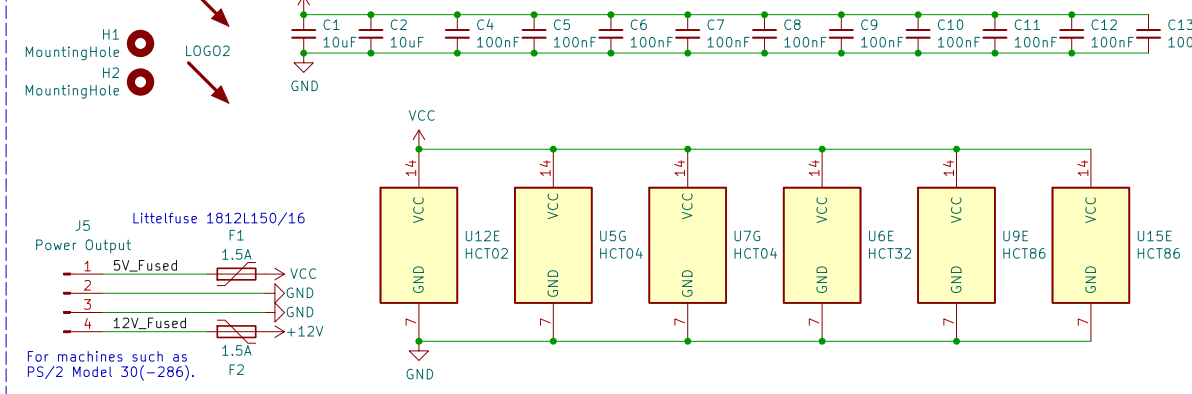 H1
MountingHole
H2
MountingHole
LOGO2
C1
10uF
C2
10uF
C4
100nF
C5
100nF
C6
100nF
C7
100nF
C8
100nF
C9
100nF
C10
100nF
C11
100nF
C12
100nF
C13
GND
VCC
14
VCC
GND
7
U12E
HCT02
14
VCC
GND
7
U5G
HCT04
14
VCC
GND
7
U7G
HCT04
14
VCC
GND
7
U6E
HCT32
14
VCC
GND
7
U9E
HCT86
14
VCC
GND
7
U15E
HCT86
GND
Littelfuse 1812L150/16
J5
Power Output
F1
1.5A
1 5V_Fused VCC
2 GND
3 GND
4 12V_Fused +12V
1.5A
F2
For machines such as
PS/2 Model 30(-286).